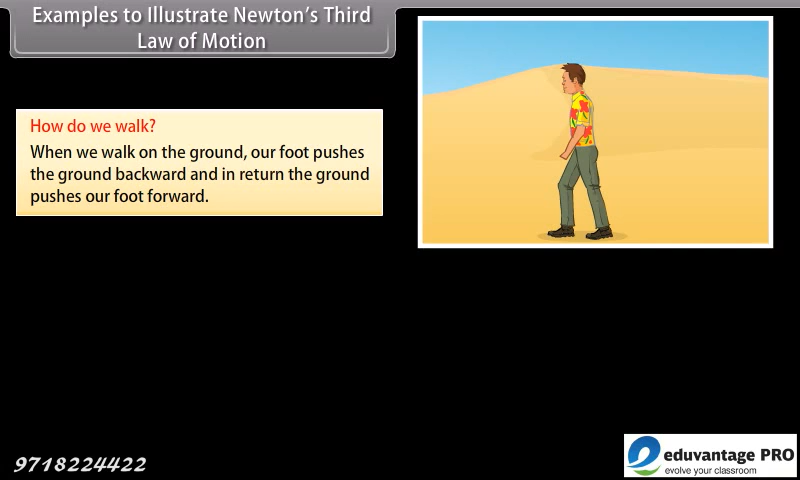 Examples to Illustrate Newton's Third
Law of Motion
How do we walk?
When we walk on the ground, our foot pushes
the ground backward and in return the ground
pushes our foot forward.
9718224422
eduvantage PRO
evolve your classroom